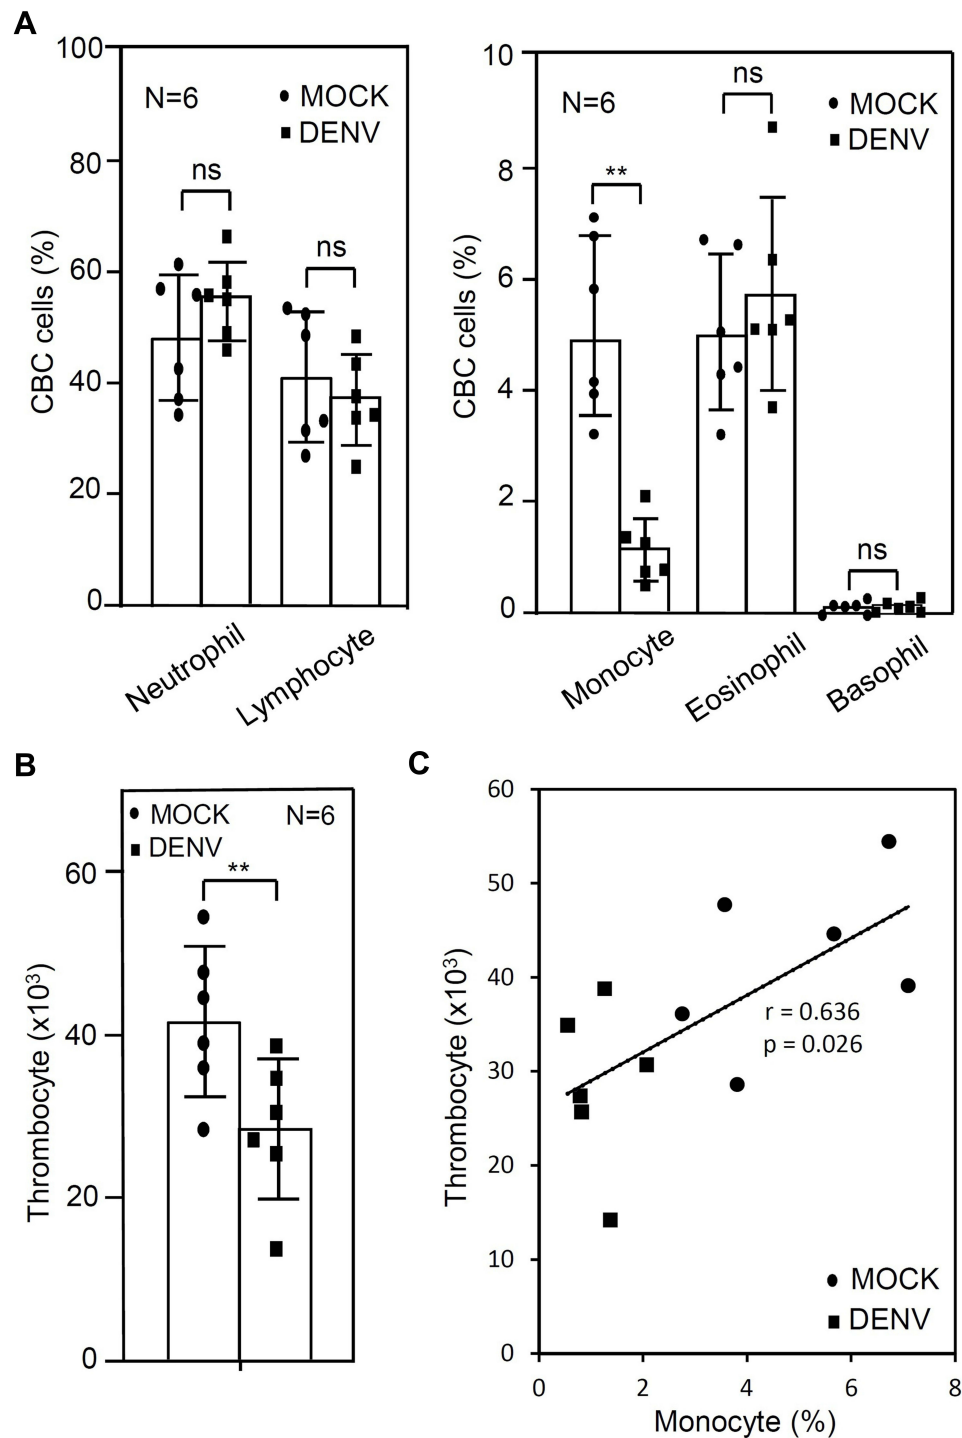 A
CBC cells (%)
100
80
60
40
20
0
N=6
MOCK
DENV
ns
ns
Neutrophil
Lymphocyte
CBC cells (%)
10
8
6
4
2
0
N=6
MOCK
DENV
**
ns
ns
Monocyte
Eosinophil
Basophil
B
Thrombocyte (x10³)
60
40
20
0
MOCK
DENV
N=6
**
C
Thrombocyte (x10³)
60
50
40
30
20
10
0
r = 0.636
p = 0.026
MOCK
DENV
0 2 4 6 8
Monocyte (%)